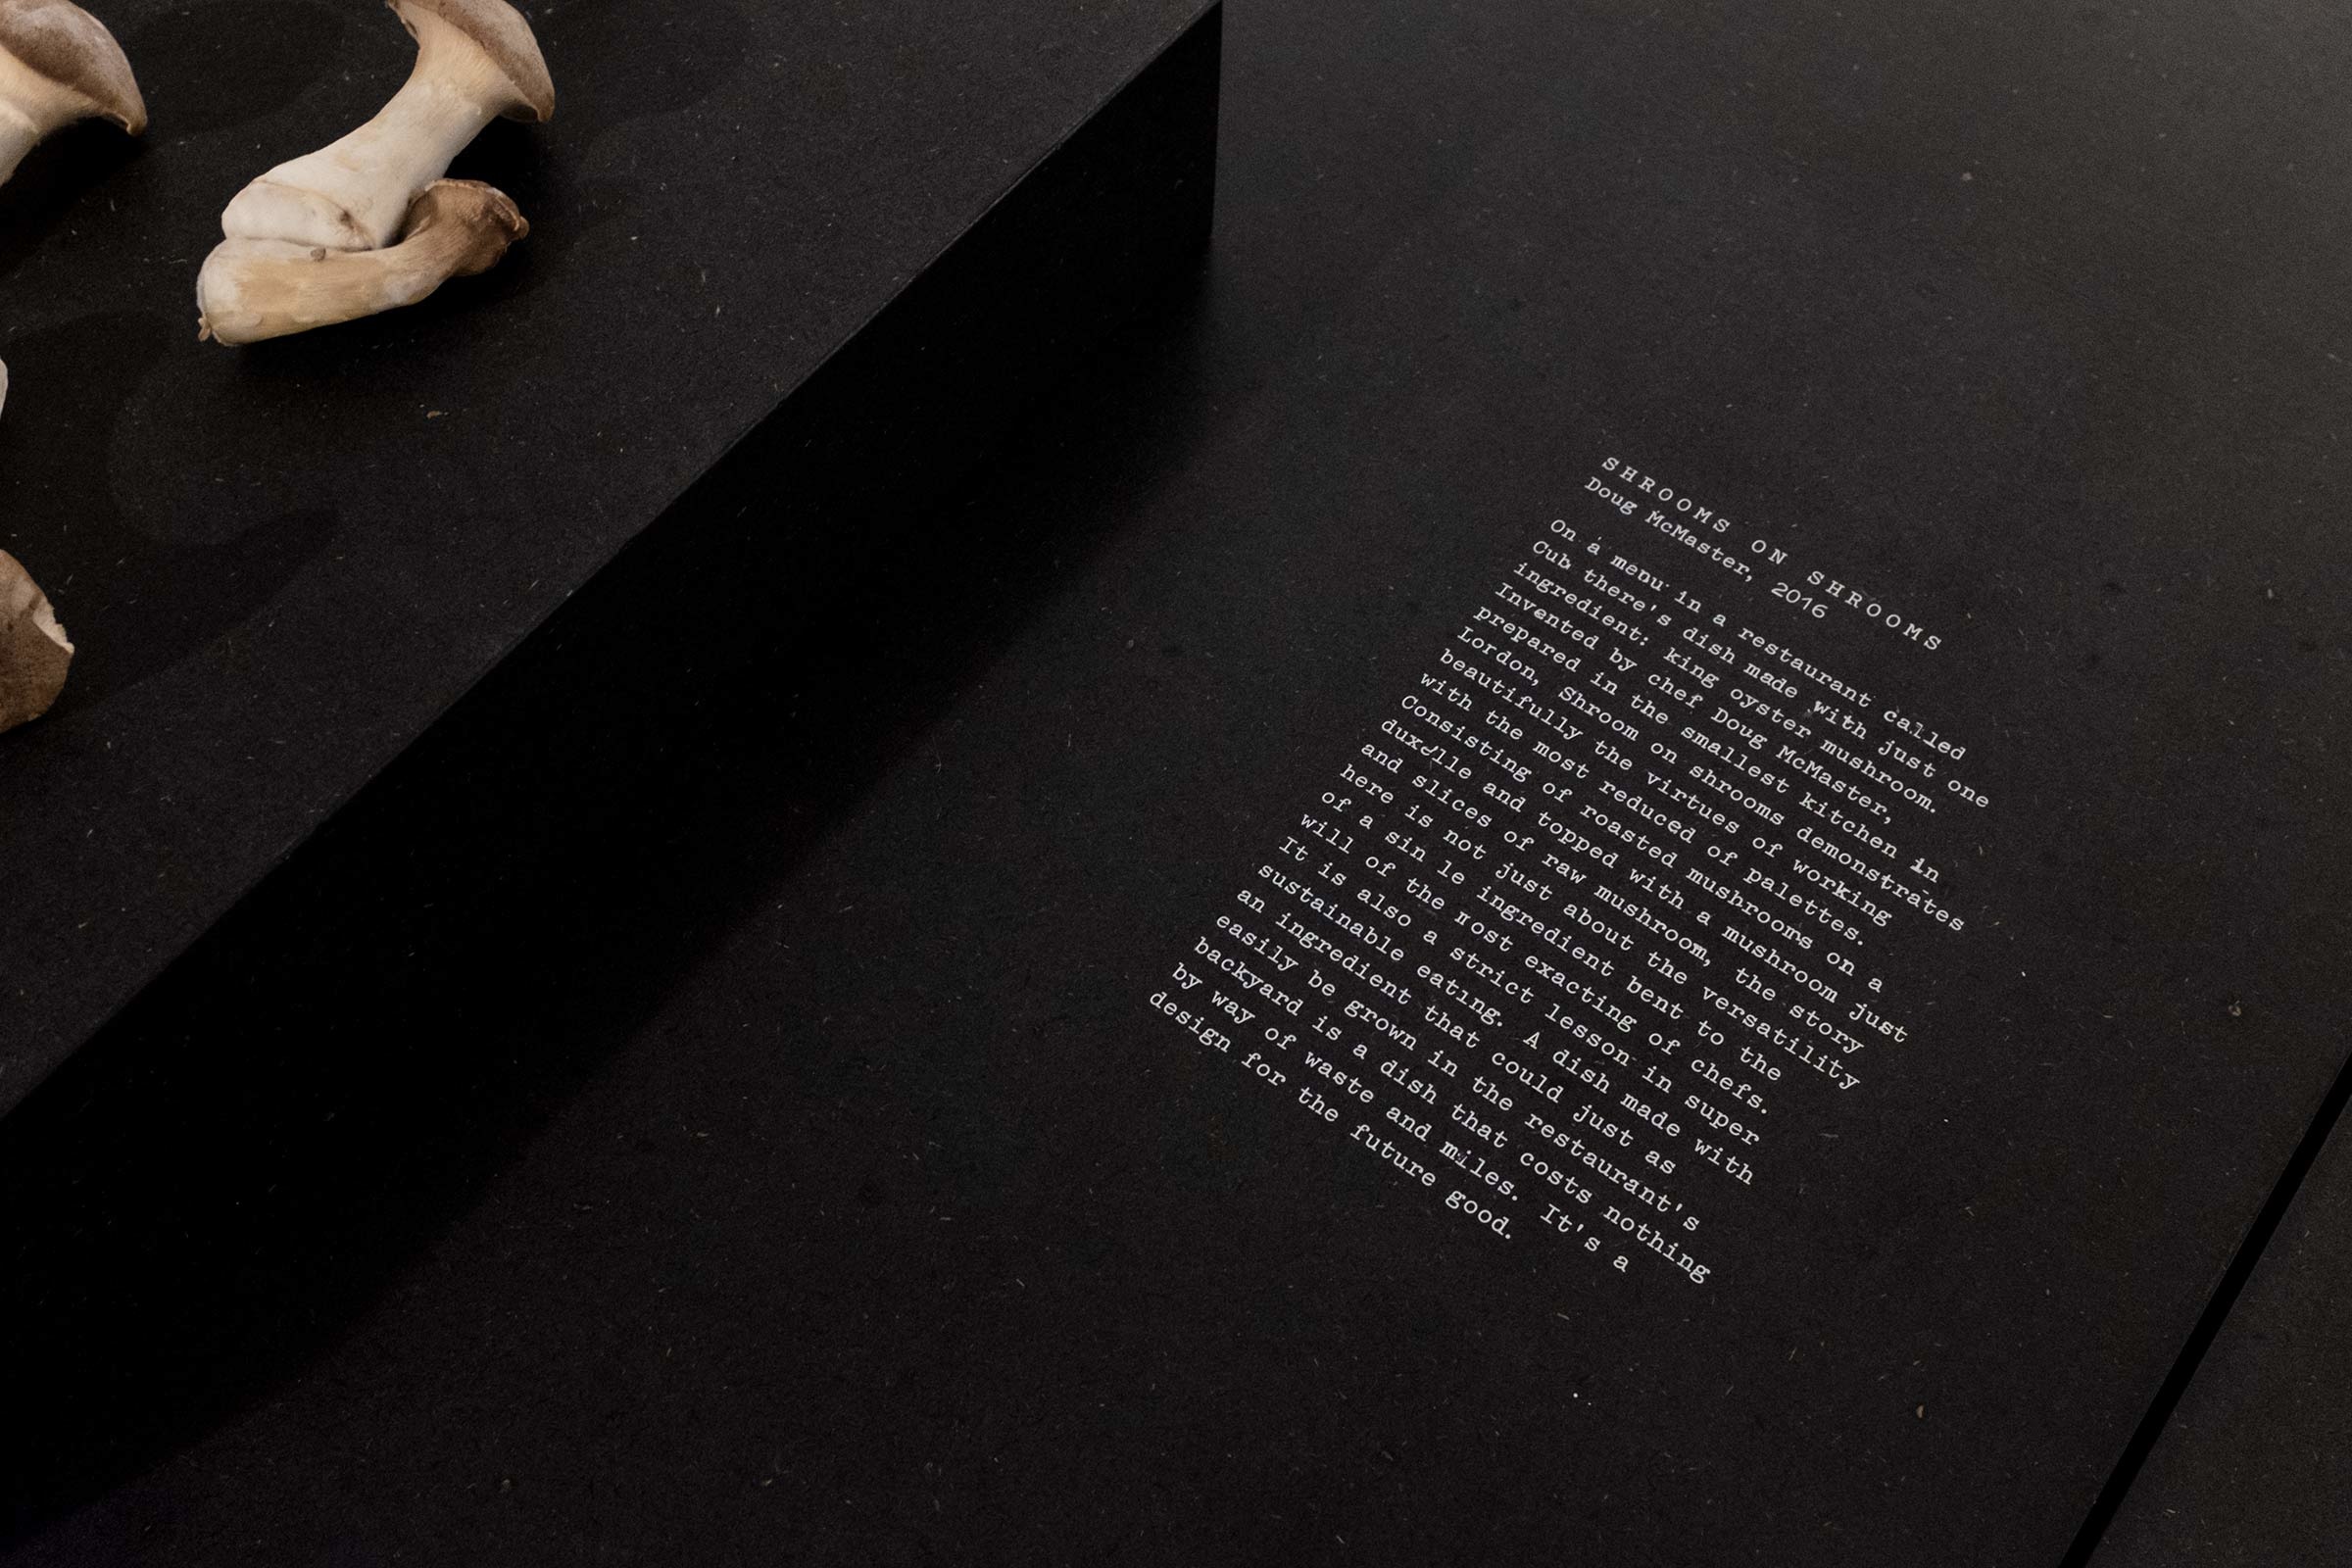 SHROOMS ON SHROOMS
Doug McMaster, 2016
On a menu in a restaurant called
Cub there's dish made with just one
ingredient: king oyster mushroom.
Invented by chef Doug McMaster,
prepared in the smallest kitchen in
Lordon, Shroom on shrooms demonstrates
beautifully the virtues of working
with the most reduced of palettes.
Consisting of roasted mushrooms on a
duxelle and topped with a mushroom just
and slices of raw mushroom, the story
here is not just about the versatility
of a sin le ingredient bent to the
will of the most exacting of chefs.
It is also a strict lesson in super
sustainable eating. A dish made with
an ingredient that could just as
easily be grown in the restaurant's
backyard is a dish that costs nothing
by way of waste and miles. It's a
design for the future good.